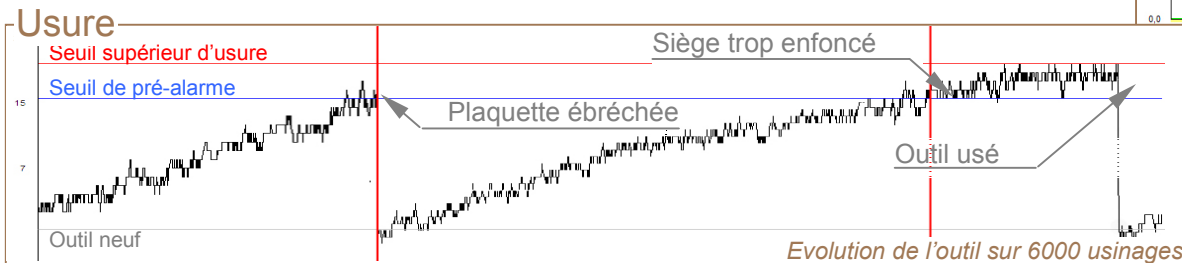 0,0
Usure
Seuil supérieur d'usure
Siège trop enfoncé
Seuil de pré-alarme
15
Plaquette ébréchée
Outil usé
7
Outil neuf
Evolution de l'outil sur 6000 usinages